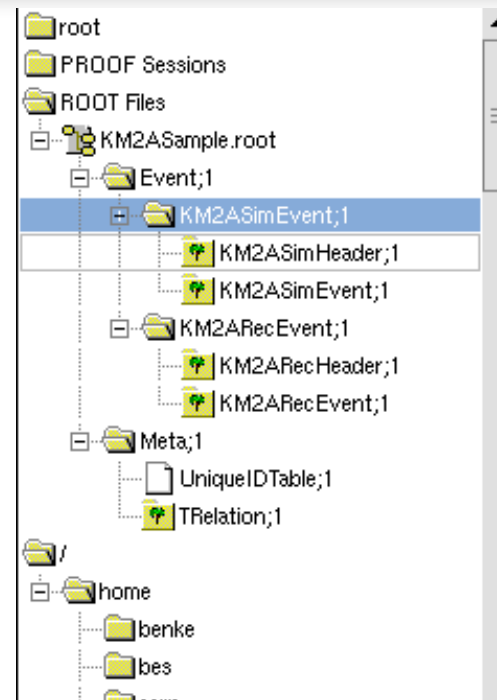 root
PROOF Sessions
ROOT Files
KM2ASample.root
Event;1
KM2ASimEvent;1
KM2ASimHeader;1
KM2ASimEvent;1
KM2ARecEvent;1
KM2ARecHeader;1
KM2ARecEvent;1
Meta;1
UniqueIDTable;1
TRelation;1
/
home
benke
bes